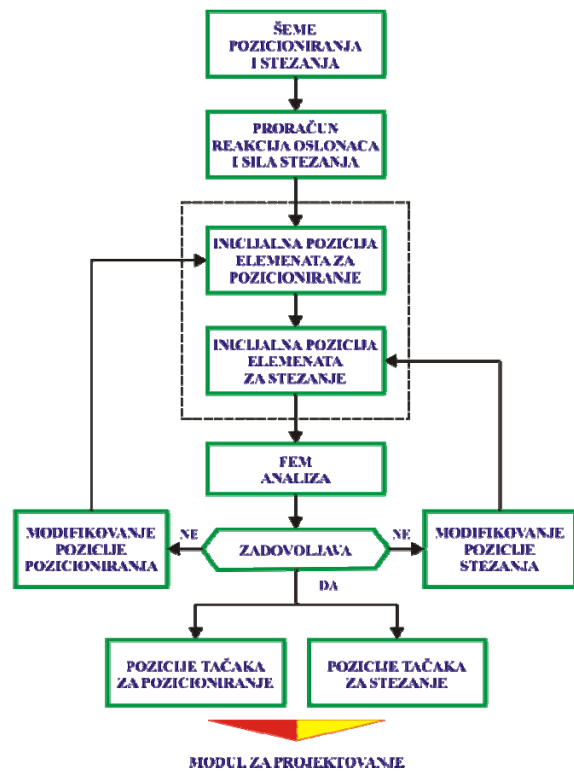 ŠEME
POZICIONIRANJA
I STEZANJA
PRORAČUN
REAKCIJA OSLONACA
I SILA STEZANJA
INICIJALNA POZICIJA
ELEMENATA ZA
POZICIONIRANJE
INICIJALNA POZICIJA
ELEMENATA
ZA STEZANJE
FEM
ANALIZA
MODIFIKOVANJE
POZICIJE
POZICIONIRANJA
NE
ZADOVOLJAVA
NE
MODIFIKOVANJE
POZICIJE
STEZANJA
DA
POZICIJE TAČAKA
ZA POZICIONIRANJE
POZICIJE TAČAKA
ZA STEZANJE
MODUL ZA PROJEKTOVANJE